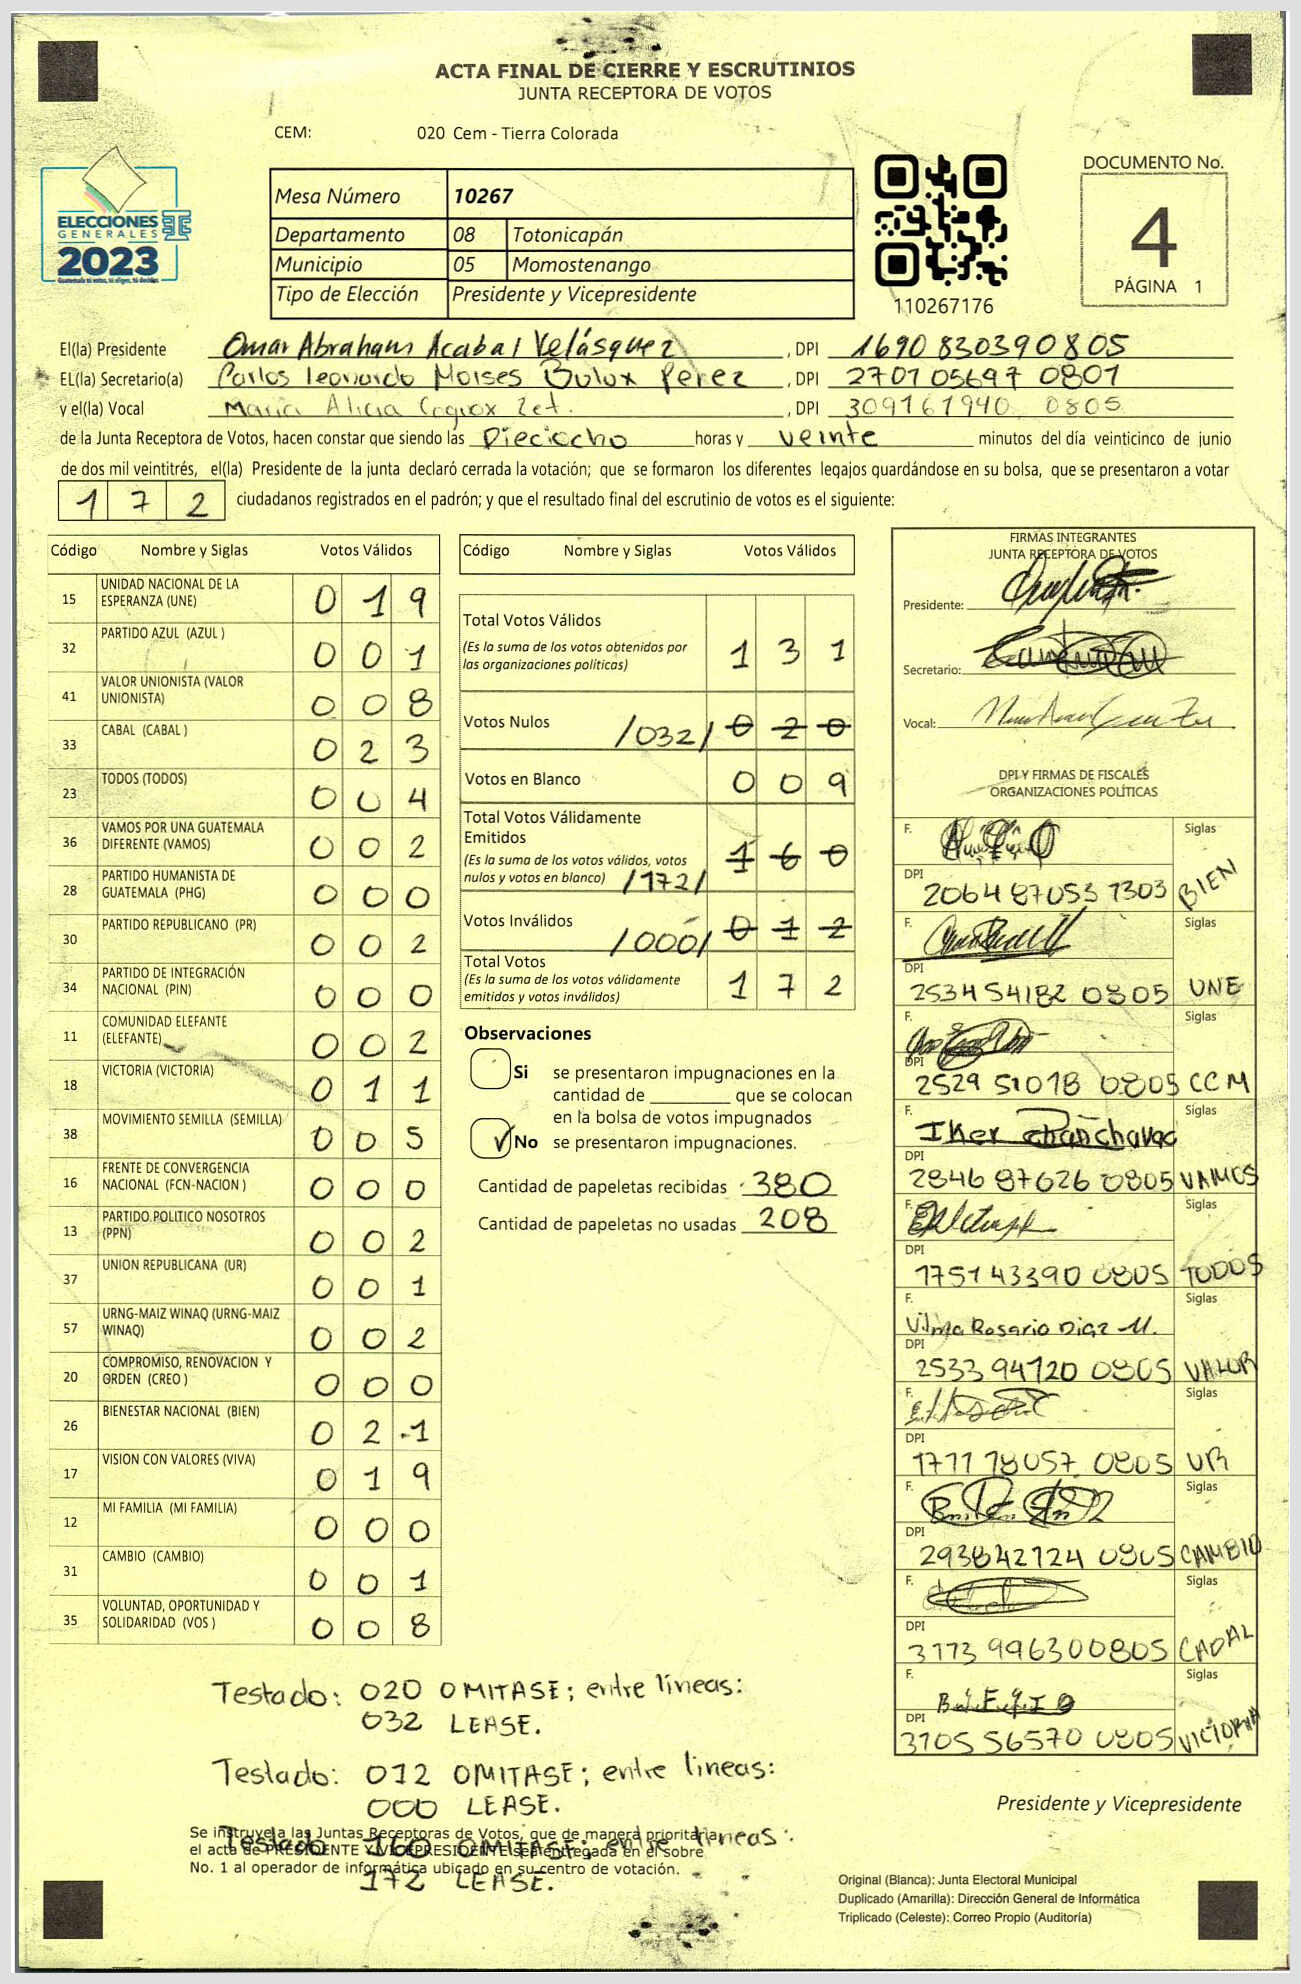 ACTA FINAL DE CIERRE Y ESCRUTINIOS
JUNTA RECEPTORA DE VOTOS
CEM: 020 Cem - Tierra Colorada
ELECCIONES
GENERALES
2023
Mesa Número 10267
Departamento 08 Totonicapán
Municipio 05 Momostenango
Tipo de Elección Presidente y Vicepresidente
110267176
DOCUMENTO No.
4
PÁGINA 1
El(la) Presidente Omar Abraham Acabal Velásquez, DPI 1690 83039 0805
EL(la) Secretario(a) Carlos Leonardo Moises Bulux Perez, DPI 2701 05697 0801
y el(la) Vocal Maria Alicia Zet., DPI 309161940 0805
de la Junta Receptora de Votos, hacen constar que siendo las Dieciocho horas y veinte minutos del día veinticinco de junio
de dos mil veintitrés, el(la) Presidente de la junta declaró cerrada la votación; que se formaron los diferentes legajos guardándose en su bolsa, que se presentaron a votar
172 ciudadanos registrados en el padrón; y que el resultado final del escrutinio de votos es el siguiente:
Código Nombre y Siglas Votos Válidos
15 UNIDAD NACIONAL DE LA ESPERANZA (UNE) 0 1 9
32 PARTIDO AZUL (AZUL ) 0 0 1
41 VALOR UNIONISTA (VALOR UNIONISTA) 0 0 8
33 CABAL (CABAL ) 0 2 3
23 TODOS (TODOS) 0 0 4
36 VAMOS POR UNA GUATEMALA DIFERENTE (VAMOS) 0 0 2
28 PARTIDO HUMANISTA DE GUATEMALA (PHG) 0 0 0
30 PARTIDO REPUBLICANO (PR) 0 0 2
34 PARTIDO DE INTEGRACIÓN NACIONAL (PIN) 0 0 0
11 COMUNIDAD ELEFANTE (ELEFANTE) 0 0 2
18 VICTORIA (VICTORIA) 0 1 1
38 MOVIMIENTO SEMILLA (SEMILLA) 0 0 5
16 FRENTE DE CONVERGENCIA NACIONAL (FCN-NACION ) 0 0 0
13 PARTIDO POLITICO NOSOTROS (PPN) 0 0 2
37 UNION REPUBLICANA (UR) 0 0 1
57 URNG-MAIZ WINAQ (URNG-MAIZ WINAQ) 0 0 2
20 COMPROMISO, RENOVACION Y ORDEN (CREO ) 0 0 0
26 BIENESTAR NACIONAL (BIEN) 0 2 1
17 VISION CON VALORES (VIVA) 0 1 9
12 MI FAMILIA (MI FAMILIA) 0 0 0
31 CAMBIO (CAMBIO) 0 0 1
35 VOLUNTAD, OPORTUNIDAD Y SOLIDARIDAD (VOS ) 0 0 8
Código Nombre y Siglas Votos Válidos
Total Votos Válidos
(Es la suma de los votos obtenidos por
las organizaciones políticas) 1 3 1
Votos Nulos /032/ 0 2 0
Votos en Blanco 0 0 9
Total Votos Válidamente
Emitidos
(Es la suma de los votos válidos, votos
nulos y votos en blanco) /172/ 1 6 0
Votos Inválidos /000/ 0 1 2
Total Votos
(Es la suma de los votos válidamente
emitidos y votos inválidos) 1 7 2
Observaciones
Si se presentaron impugnaciones en la
cantidad de ________ que se colocan
en la bolsa de votos impugnados
No se presentaron impugnaciones.
Cantidad de papeletas recibidas 380
Cantidad de papeletas no usadas 208
FIRMAS INTEGRANTES
JUNTA RECEPTORA DE VOTOS
Presidente:
Secretario:
Vocal:
DPI Y FIRMAS DE FISCALES
ORGANIZACIONES POLÍTICAS
F. Siglas
DPI 2064 87053 1303 BIEN
F. Siglas
DPI 2534 54182 0805 UNE
F. Siglas
DPI 2529 51018 0805 CCM
F. Iker Chanchavac Siglas
DPI 2846 87626 0805 VAMOS
F. Siglas
DPI 1751 43390 0805 TODOS
F. Vilma Rosario Diaz M. Siglas
DPI 2533 94120 0805 VALOR
F. Siglas
DPI 1711 78057 0805 UR
F. Siglas
DPI 293842124 0805 CAMBIO
F. Siglas
DPI 3173 99630 0805 CABAL
F. Siglas
DPI 3105 56570 0805 VICTORIA
Presidente y Vicepresidente
Testado: 020 OMITASE; entre líneas:
032 LEASE.
Testado: 012 OMITASE; entre lineas:
000 LEASE.
Testado 160 OMITASE; entre lineas:
172 LEASE.
Se instruye a las Juntas Receptoras de Votos, que de manera prioritaria,
el acta de PRESIDENTE Y VICEPRESIDENTE sea entregada en el sobre
No. 1 al operador de informática ubicado en su centro de votación.
Original (Blanca): Junta Electoral Municipal
Duplicado (Amarilla): Dirección General de Informática
Triplicado (Celeste): Correo Propio (Auditoría)